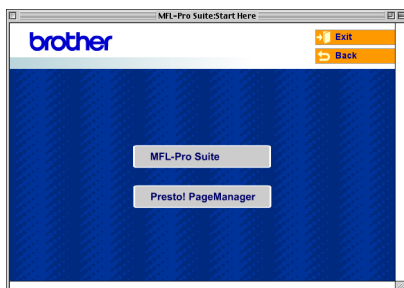 MFL-Pro Suite:Start Here
brother
Exit
Back
MFL-Pro Suite
Presto! PageManager